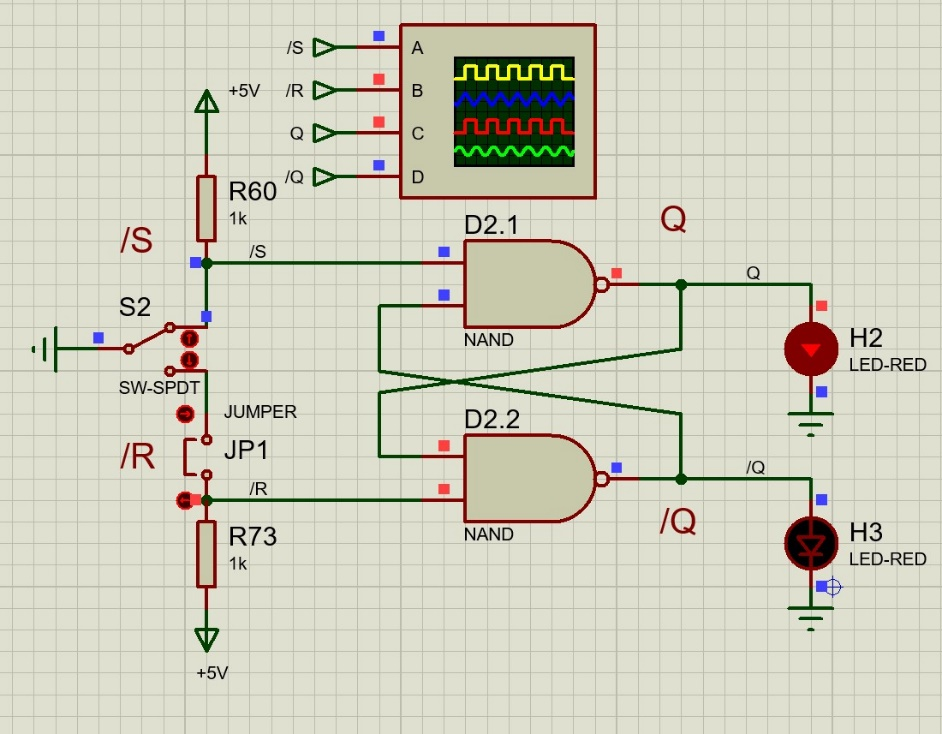 /S
A
/R
B
Q
C
/Q
D
+5V
R60
1k
/S
/S
D2.1
NAND
Q
Q
S2
SW-SPDT
H2
LED-RED
JUMPER
JP1
/R
/R
D2.2
NAND
/Q
/Q
R73
1k
H3
LED-RED
+5V